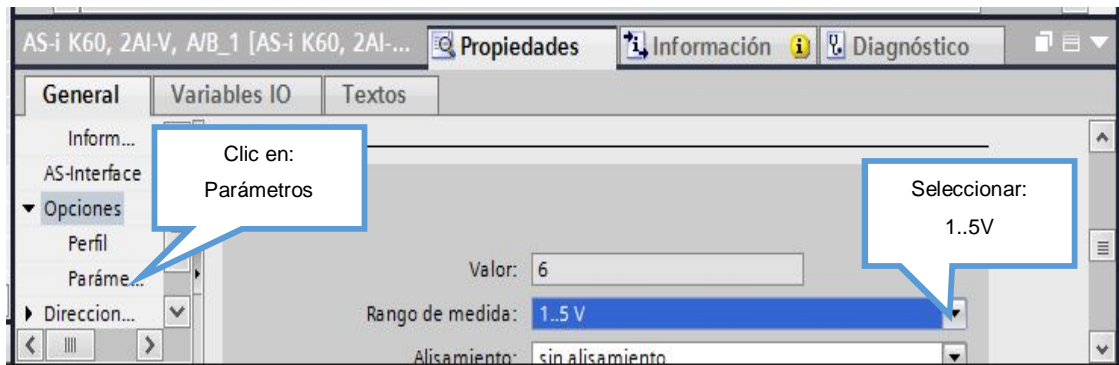 AS-i K60, 2AI-V, A/B_1 [AS-i K60, 2AI-...
Propiedades
Información
Diagnóstico
General
Variables IO
Textos
Inform...
AS-Interface
Opciones
Perfil
Paráme...
Direccion...
Clic en:
Parámetros
Seleccionar:
1..5V
Valor: 6
Rango de medida: 1..5 V
Alisamiento: sin alisamiento